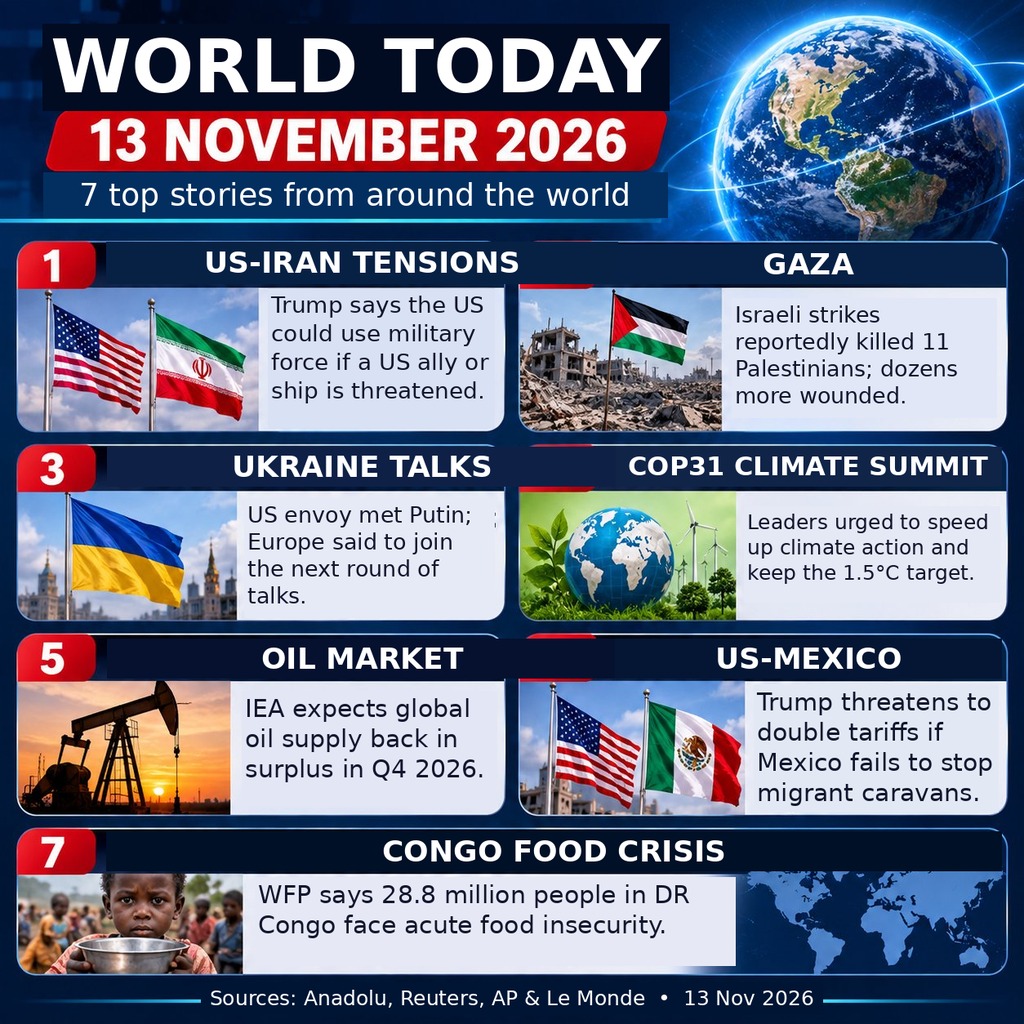 WORLD TODAY
13 NOVEMBER 2026
7 top stories from around the world
1
US-IRAN TENSIONS
Trump says the US
could use military
force if a US ally or
ship is threatened.
GAZA
Israeli strikes
reportedly killed 11
Palestinians; dozens
more wounded.
3
UKRAINE TALKS
US envoy met Putin;
Europe said to join
the next round of
talks.
COP31 CLIMATE SUMMIT
Leaders urged to speed
up climate action and
keep the 1.5°C target.
5
OIL MARKET
IEA expects global
oil supply back in
surplus in Q4 2026.
US-MEXICO
Trump threatens to
double tariffs if
Mexico fails to stop
migrant caravans.
7
CONGO FOOD CRISIS
WFP says 28.8 million people in DR
Congo face acute food insecurity.
Sources: Anadolu, Reuters, AP & Le Monde • 13 Nov 2026